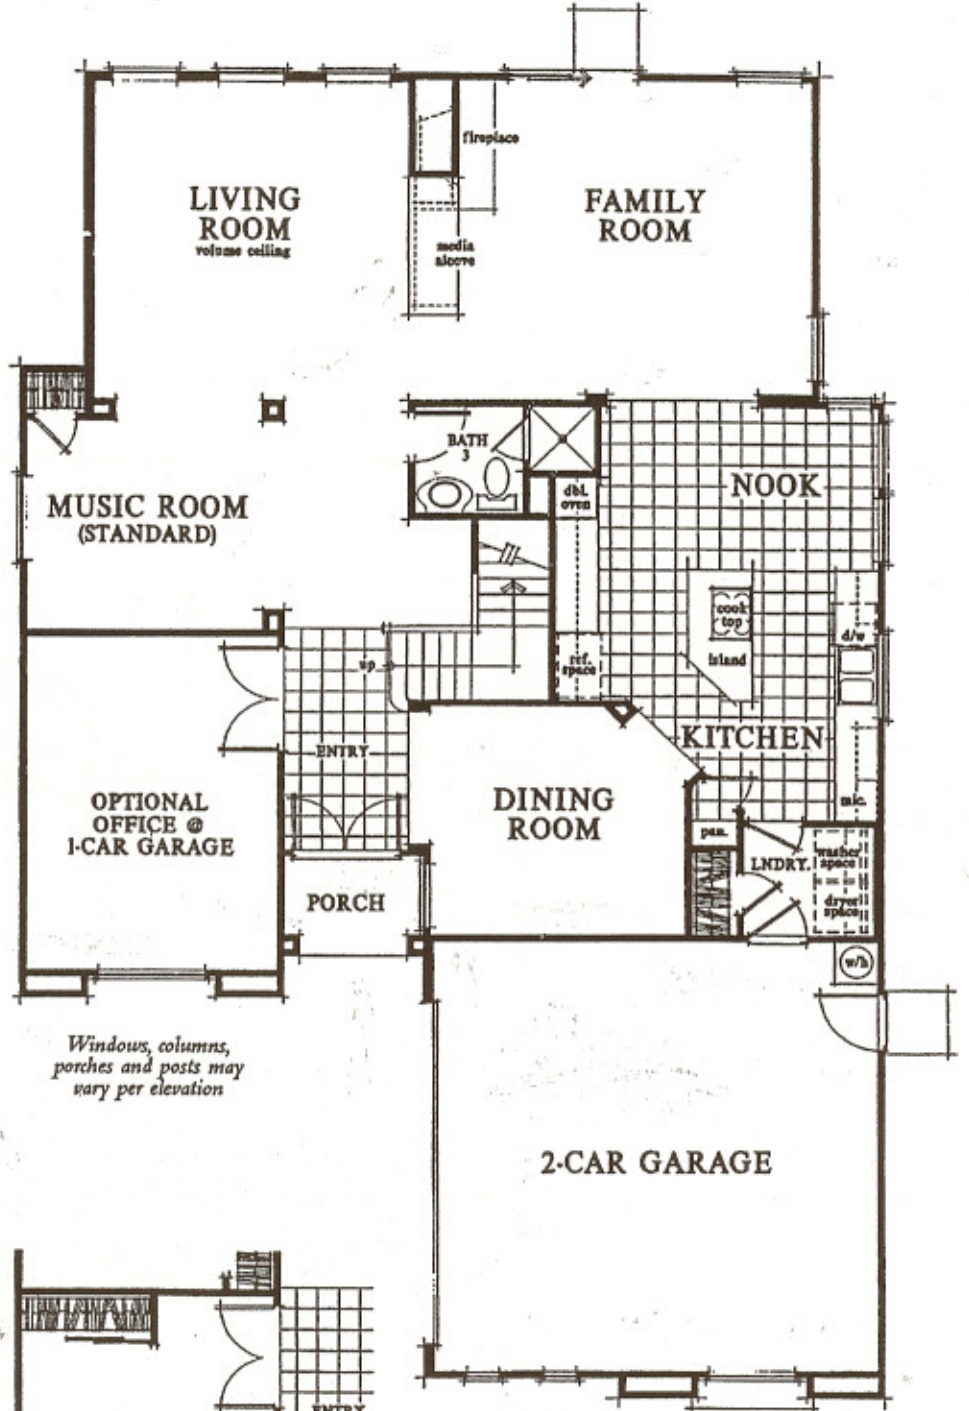 fireplace
LIVING
ROOM
volume ceiling
FAMILY
ROOM
media
alcove
BATH
3
NOOK
dbl.
oven
MUSIC ROOM
(STANDARD)
cook
top
d/w
up
ref.
space
island
KITCHEN
ENTRY
OPTIONAL
OFFICE @
1-CAR GARAGE
DINING
ROOM
mic.
pan.
LNDRY.
washer
space
dryer
space
PORCH
w/h
Windows, columns,
porches and posts may
vary per elevation
2-CAR GARAGE
ENTRY